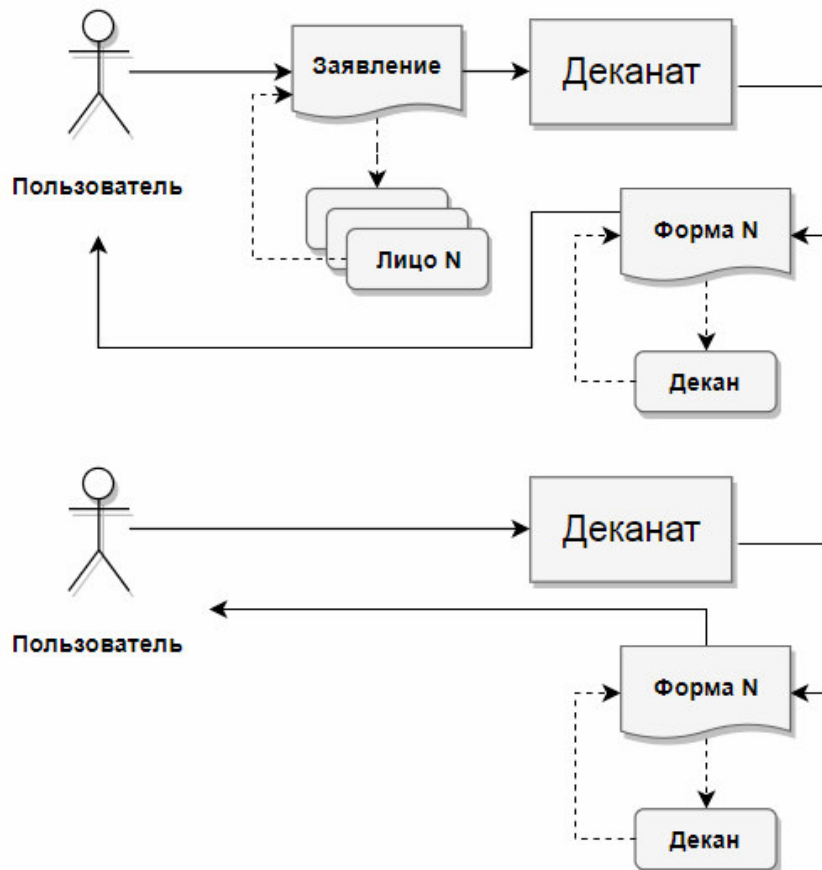 Заявление
Деканат
Пользователь
Форма N
Лицо N
Декан
Деканат
Пользователь
Форма N
Декан